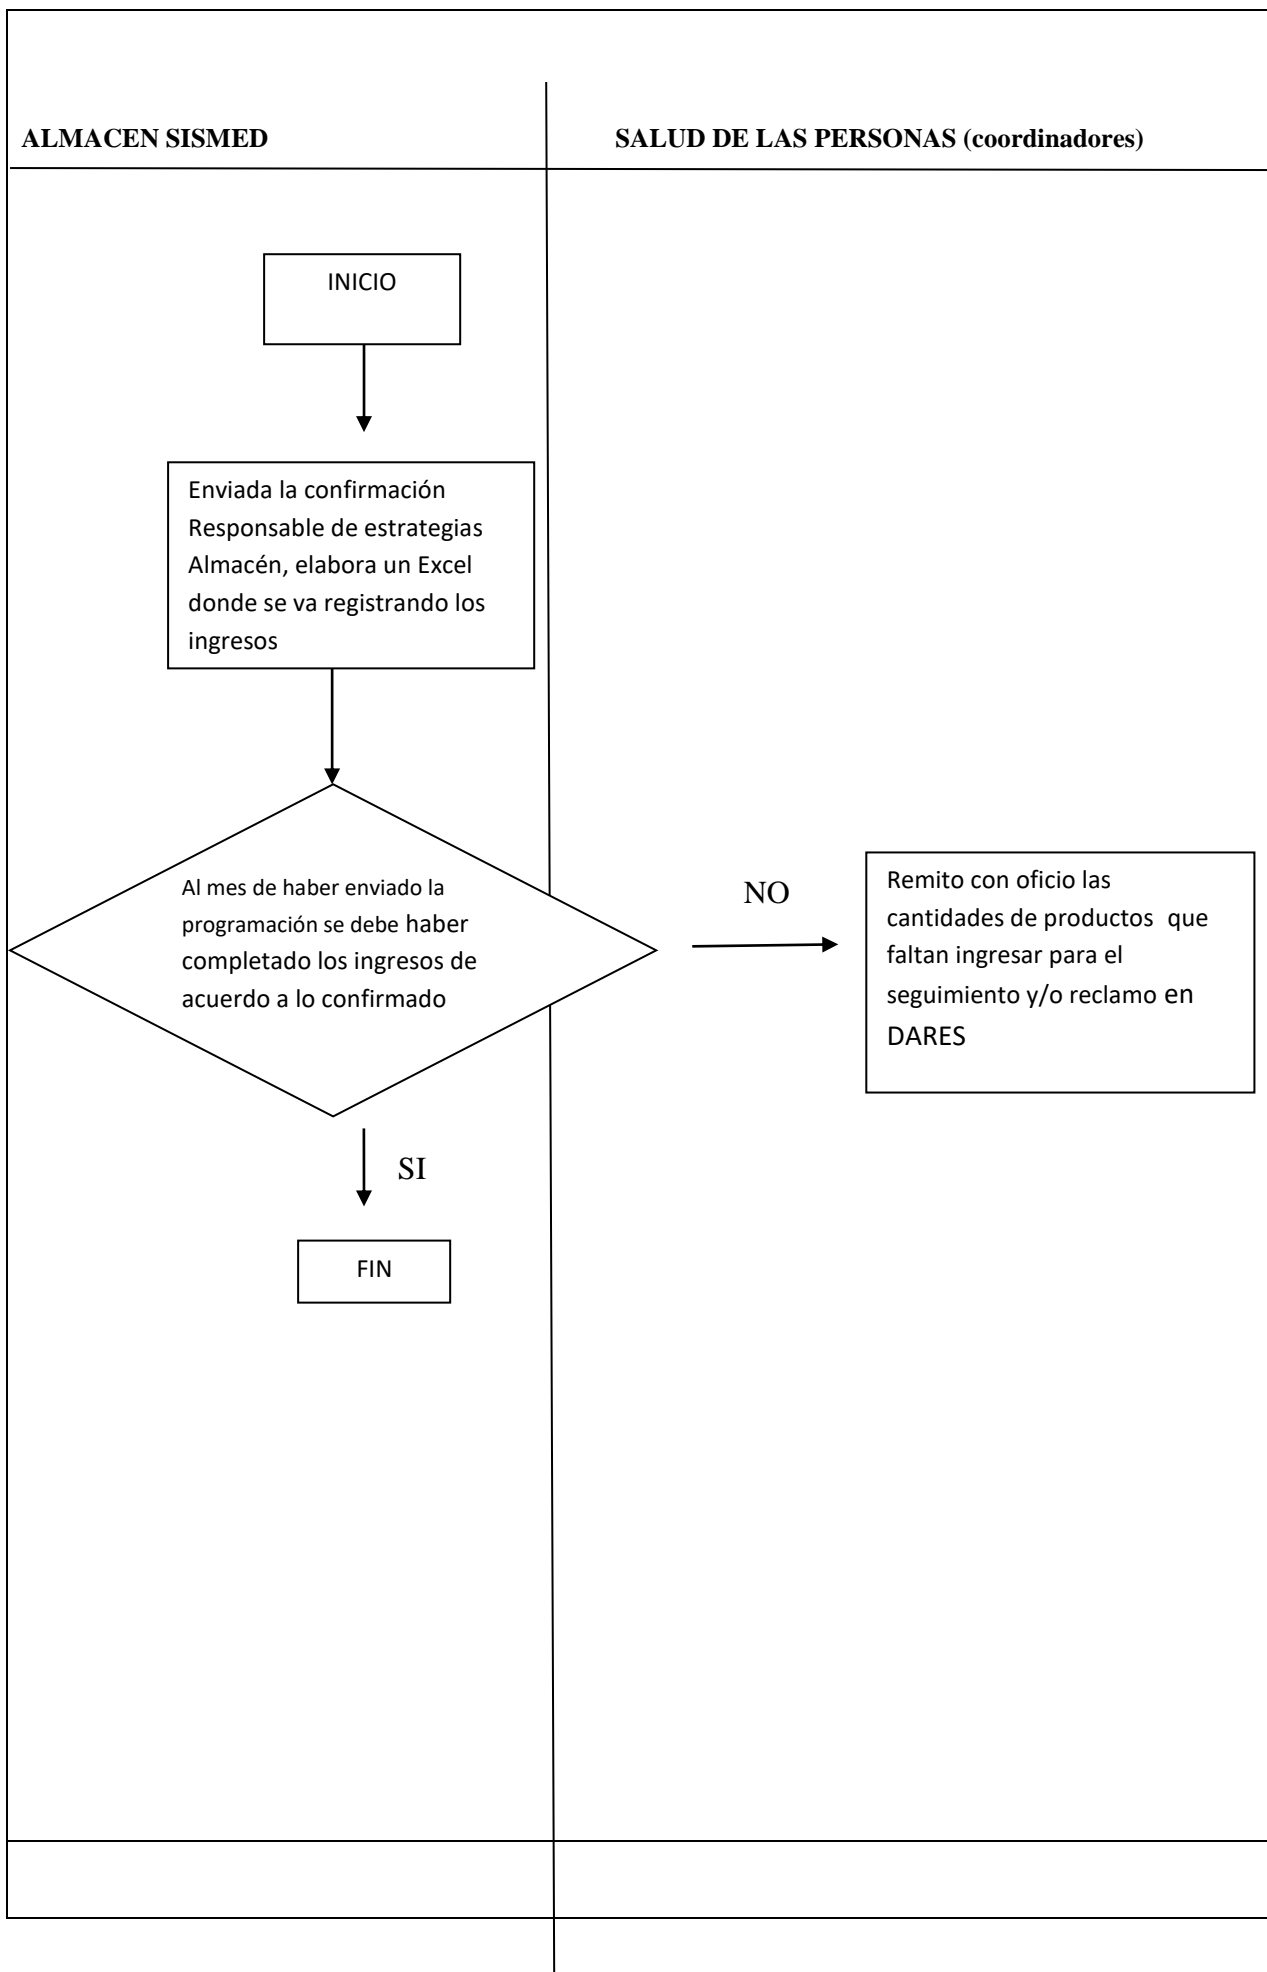 ALMACEN SISMED
SALUD DE LAS PERSONAS (coordinadores)
INICIO
Enviada la confirmación
Responsable de estrategias
Almacén, elabora un Excel
donde se va registrando los
ingresos
Al mes de haber enviado la
programación se debe haber
completado los ingresos de
acuerdo a lo confirmado
NO
Remito con oficio las
cantidades de productos que
faltan ingresar para el
seguimiento y/o reclamo en
DARES
SI
FIN